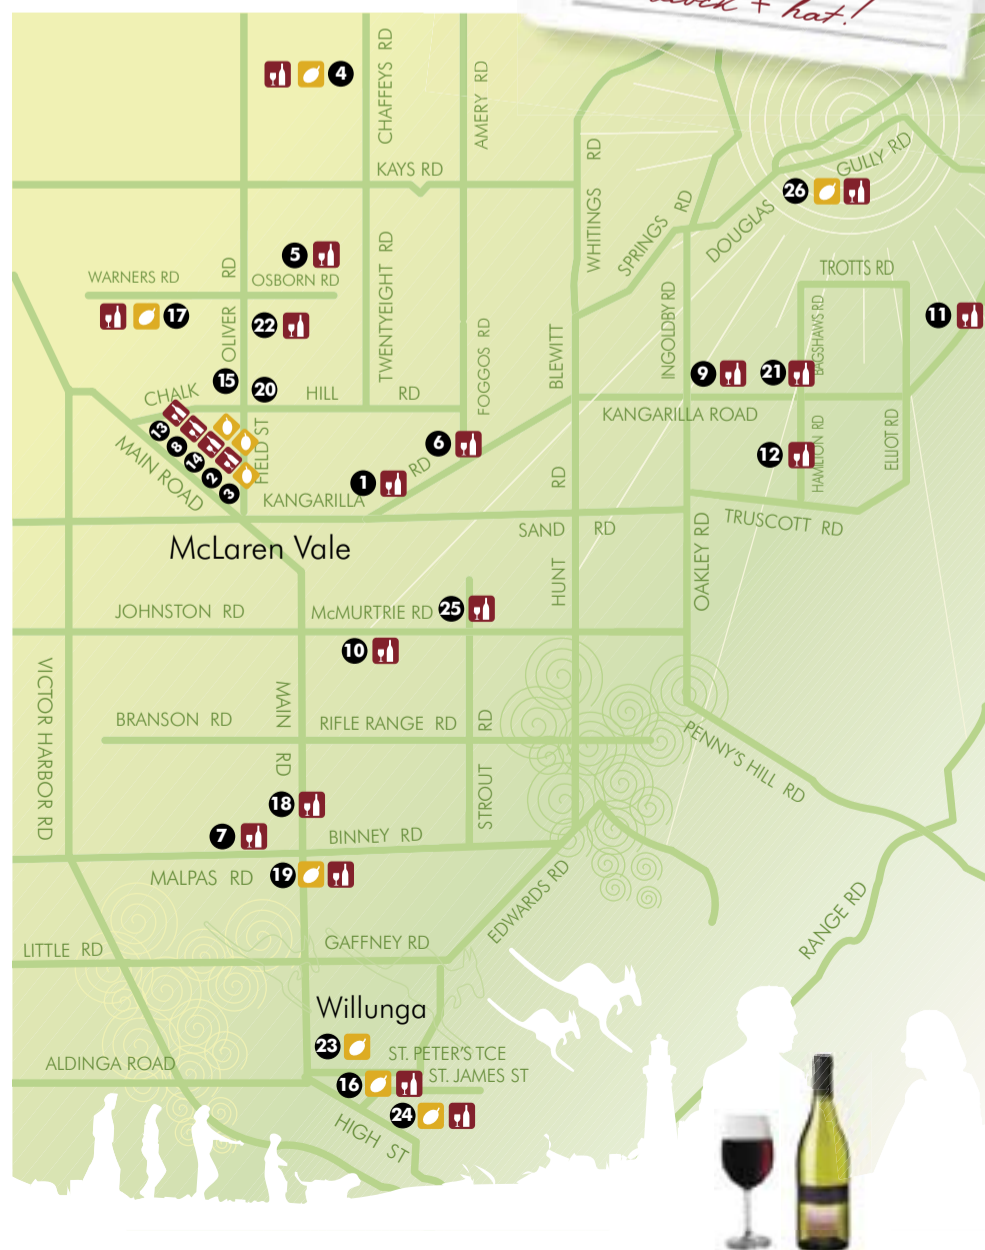 + hat!
CHAFFEYS RD
AMERY RD
4
KAYS RD
WHITINGS RD
SPRINGS RD
GULLY RD
DOUGLAS
26
5
WARNERS RD
OSBORN RD
OLIVER RD
TWENTYEIGHT RD
TROTTS RD
17
22
FOGGOS RD
BLEWITT
INGOLDBY RD
BAGSHAWS RD
11
15
20
9
21
CHALK
HILL RD
KANGARILLA ROAD
13
8
14
2
3
FIELD ST
MAIN ROAD
6
1
KANGARILLA RD
12
HAMILTON RD
ELLIOT RD
RD
SAND RD
TRUSCOTT RD
McLaren Vale
HUNT
OAKLEY RD
JOHNSTON RD
McMURTRIE RD
25
10
VICTOR HARBOR RD
MAIN RD
BRANSON RD
RIFLE RANGE RD
STROUT RD
PENNY'S HILL RD
18
7
BINNEY RD
MALPAS RD
19
EDWARDS RD
RANGE RD
LITTLE RD
GAFFNEY RD
Willunga
23
ST. PETER'S TCE
ALDINGA ROAD
16
ST. JAMES ST
24
HIGH ST